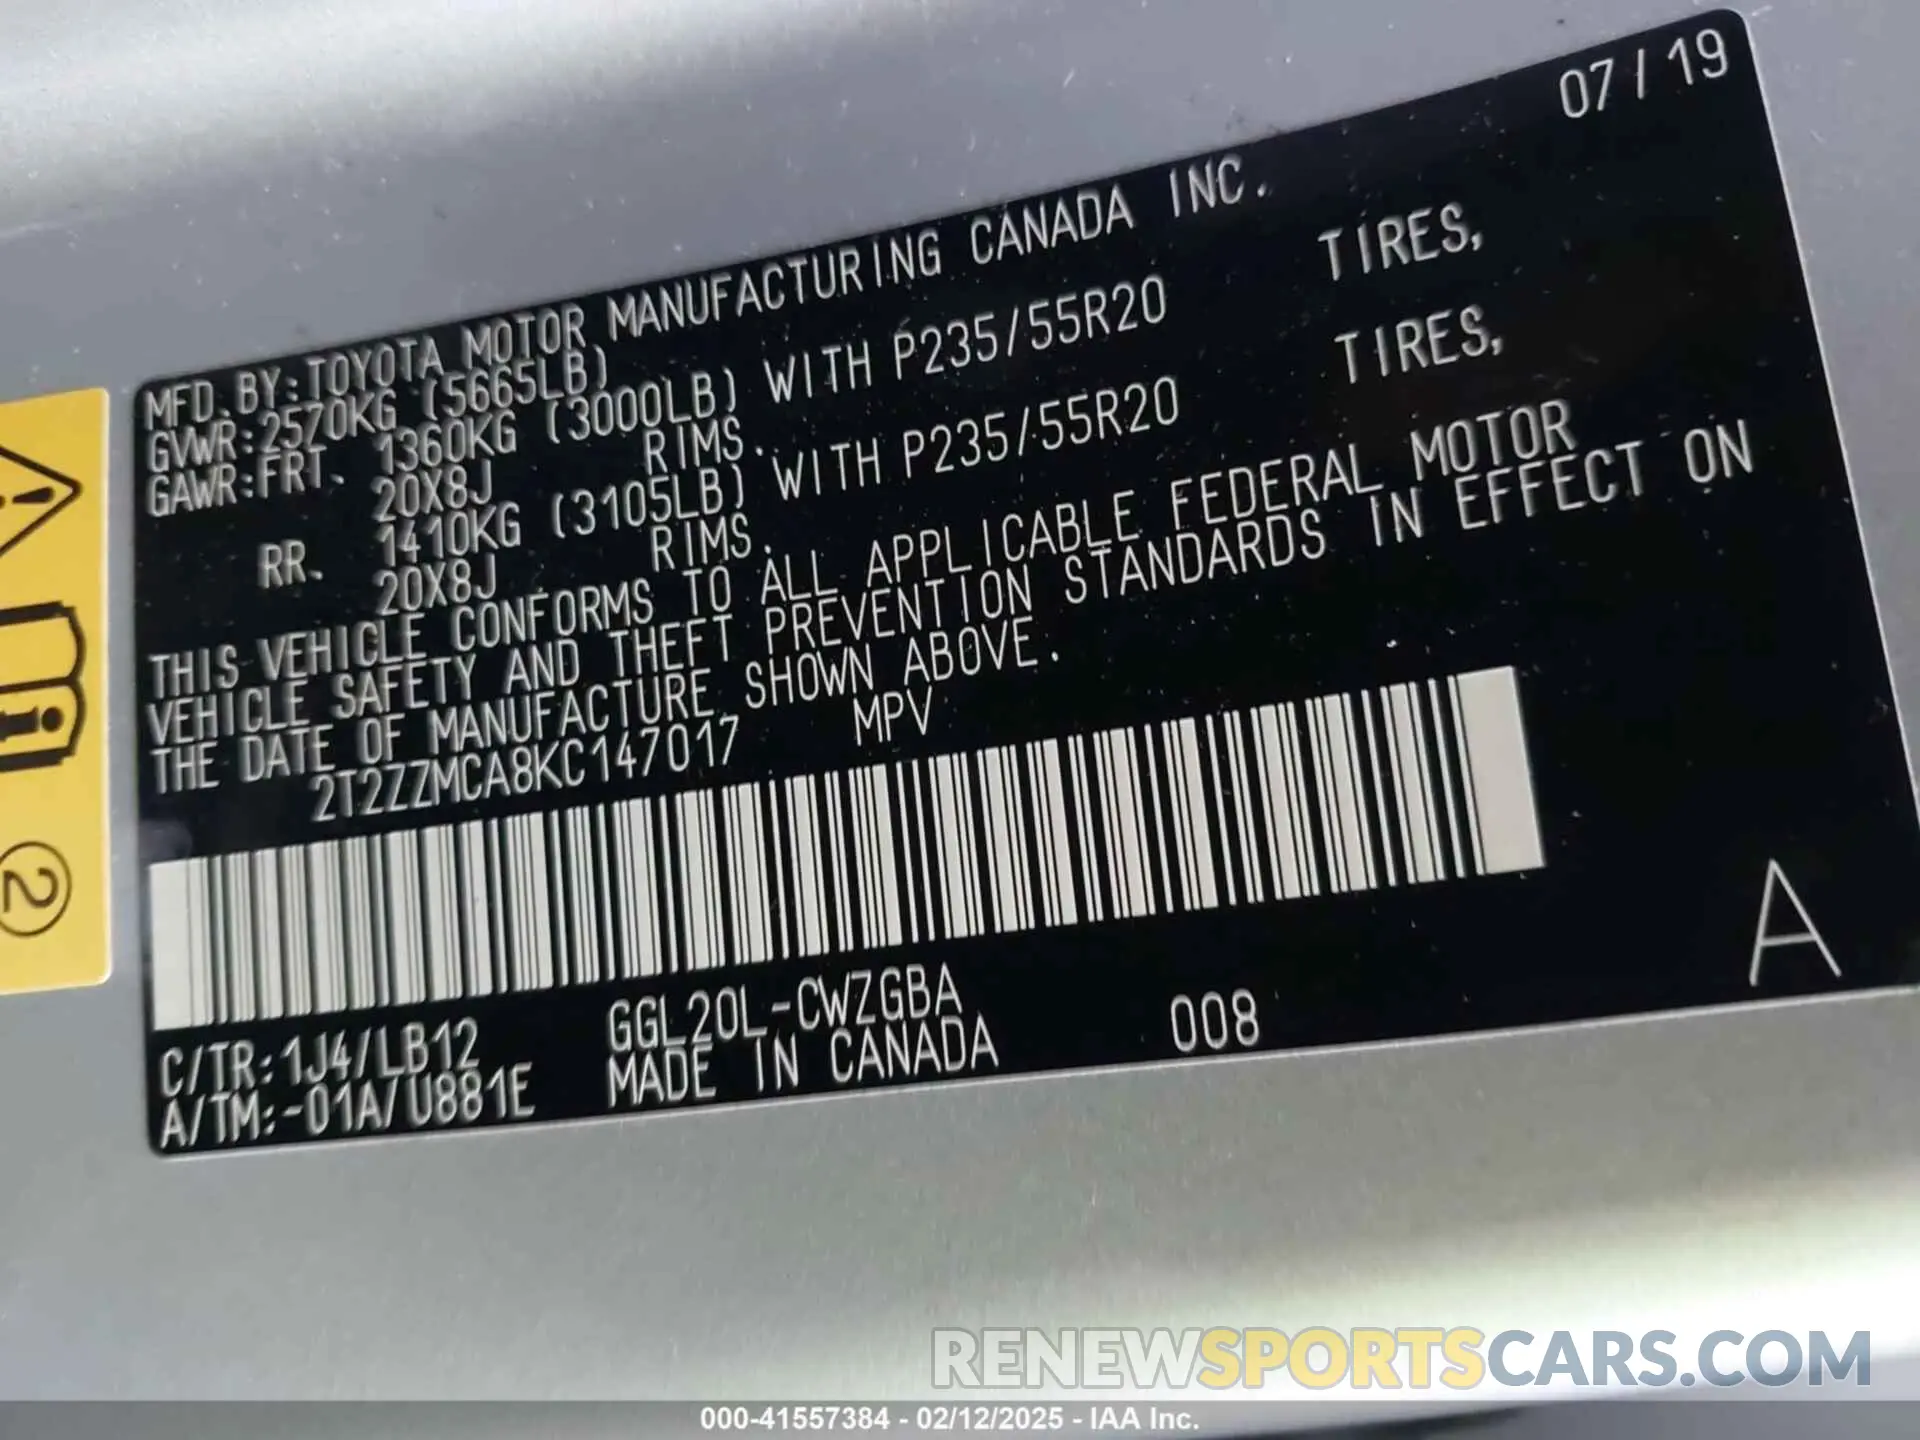 07/19
MFD. BY: TOYOTA MOTOR MANUFACTURING CANADA INC.
GVWR: 2570KG (5665LB)
GAWR: FRT. 1360KG (3000LB) WITH P235/55R20 TIRES,
20X8J RIMS.
RR. 1410KG (3105LB) WITH P235/55R20 TIRES,
20X8J RIMS.
THIS VEHICLE CONFORMS TO ALL APPLICABLE FEDERAL MOTOR
VEHICLE SAFETY AND THEFT PREVENTION STANDARDS IN EFFECT ON
THE DATE OF MANUFACTURE SHOWN ABOVE.
2T2ZZMCA8KC147017 MPV
A
C/TR: 1J4/LB12 GGL20L-CWZGBA 008
A/TM: -01A/U881E MADE IN CANADA
2
RENEWSPORTSCARS.COM
000-41557384 - 02/12/2025 - IAA Inc.